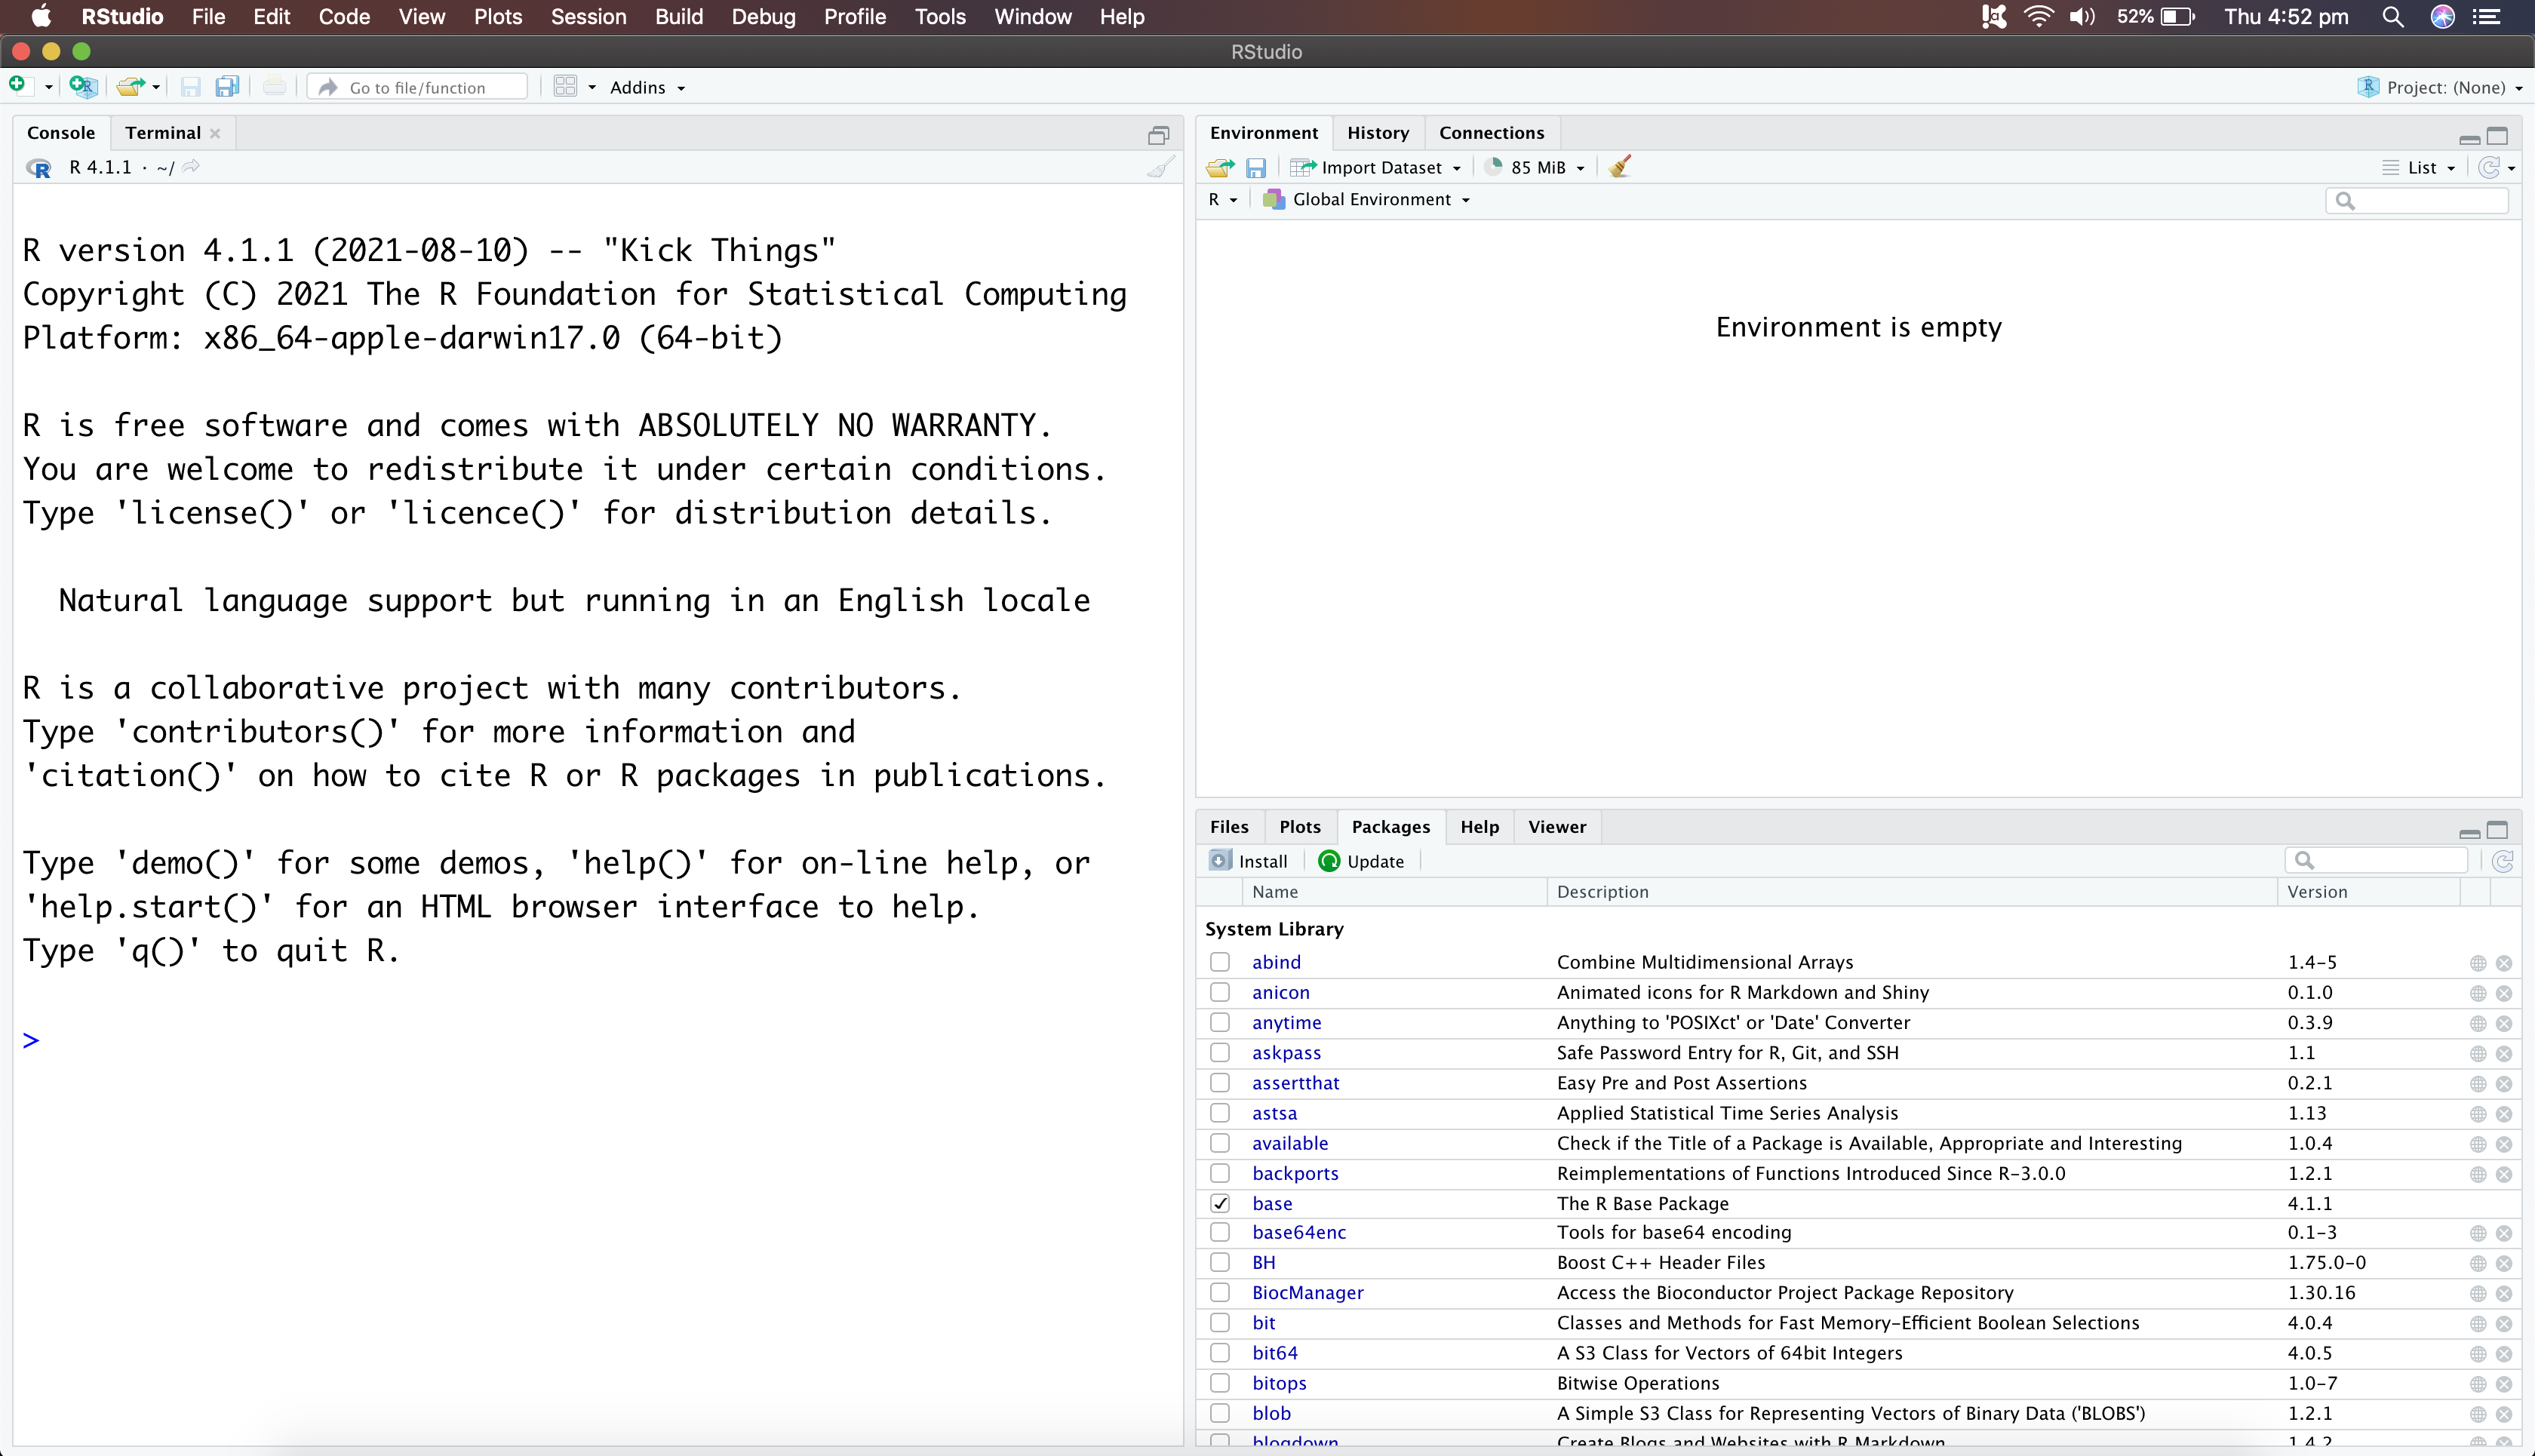 RStudio File Edit Code View Plots Session Build Debug Profile Tools Window Help 52% Thu 4:52 pm
RStudio
Go to file/function Addins Project: (None)
Console Terminal
R 4.1.1 · ~/
R version 4.1.1 (2021-08-10) -- "Kick Things"
Copyright (C) 2021 The R Foundation for Statistical Computing
Platform: x86_64-apple-darwin17.0 (64-bit)
R is free software and comes with ABSOLUTELY NO WARRANTY.
You are welcome to redistribute it under certain conditions.
Type 'license()' or 'licence()' for distribution details.
Natural language support but running in an English locale
R is a collaborative project with many contributors.
Type 'contributors()' for more information and
'citation()' on how to cite R or R packages in publications.
Type 'demo()' for some demos, 'help()' for on-line help, or
'help.start()' for an HTML browser interface to help.
Type 'q()' to quit R.
>
Environment History Connections
Import Dataset 85 MiB List
R Global Environment
Environment is empty
Files Plots Packages Help Viewer
Install Update
Name Description Version
System Library
abind Combine Multidimensional Arrays 1.4-5
anicon Animated icons for R Markdown and Shiny 0.1.0
anytime Anything to 'POSIXct' or 'Date' Converter 0.3.9
askpass Safe Password Entry for R, Git, and SSH 1.1
assertthat Easy Pre and Post Assertions 0.2.1
astsa Applied Statistical Time Series Analysis 1.13
available Check if the Title of a Package is Available, Appropriate and Interesting 1.0.4
backports Reimplementations of Functions Introduced Since R-3.0.0 1.2.1
base The R Base Package 4.1.1
base64enc Tools for base64 encoding 0.1-3
BH Boost C++ Header Files 1.75.0-0
BiocManager Access the Bioconductor Project Package Repository 1.30.16
bit Classes and Methods for Fast Memory-Efficient Boolean Selections 4.0.4
bit64 A S3 Class for Vectors of 64bit Integers 4.0.5
bitops Bitwise Operations 1.0-7
blob A Simple S3 Class for Representing Vectors of Binary Data ('BLOBS') 1.2.1
blogdown Create Blogs and Websites with R Markdown 1.4.2